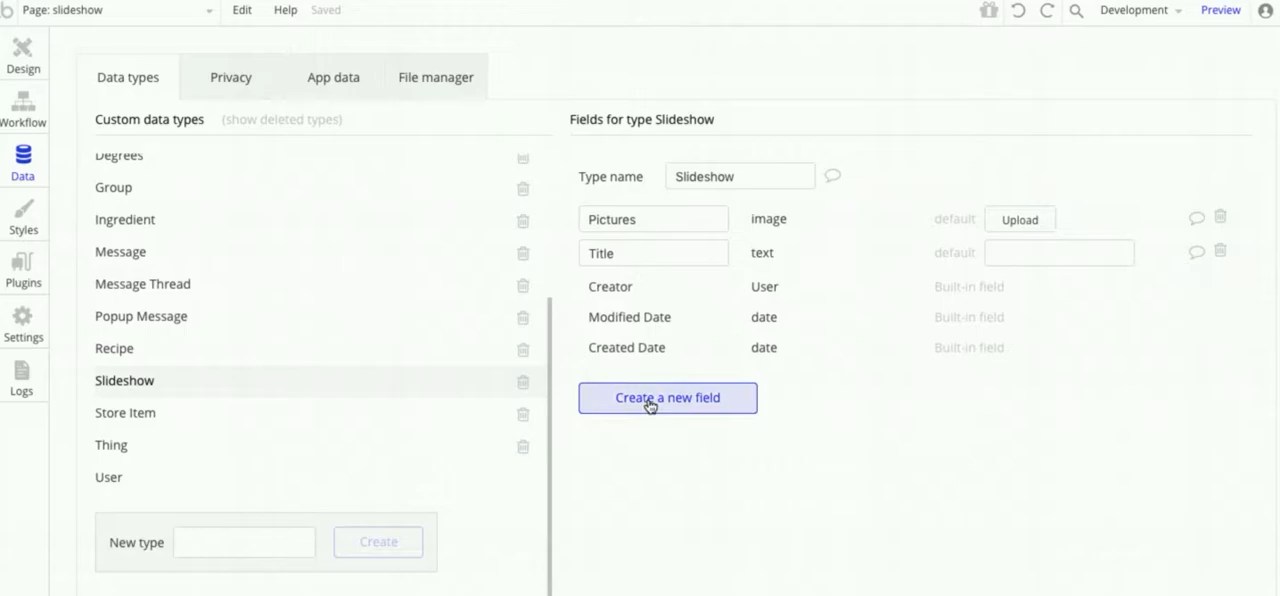 Page: slideshow Edit Help Saved Development Preview
Design
Workflow
Data
Styles
Plugins
Settings
Logs
Data types Privacy App data File manager
Custom data types (show deleted types)
Degrees
Group
Ingredient
Message
Message Thread
Popup Message
Recipe
Slideshow
Store Item
Thing
User
New type Create
Fields for type Slideshow
Type name Slideshow
Pictures image default Upload
Title text default
Creator User Built-in field
Modified Date date Built-in field
Created Date date Built-in field
Create a new field